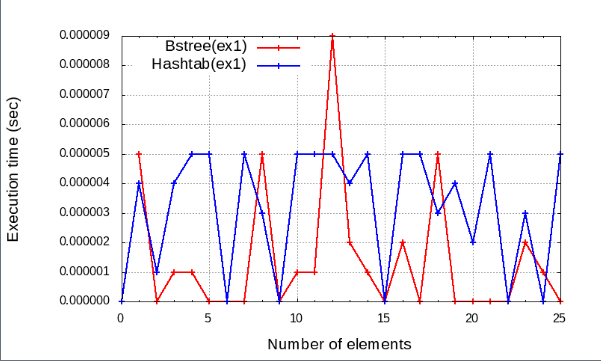 0.000009
0.000008
0.000007
0.000006
0.000005
0.000004
0.000003
0.000002
0.000001
0.000000
Bstree(ex1)
Hashtab(ex1)
Execution time (sec)
0 5 10 15 20 25
Number of elements